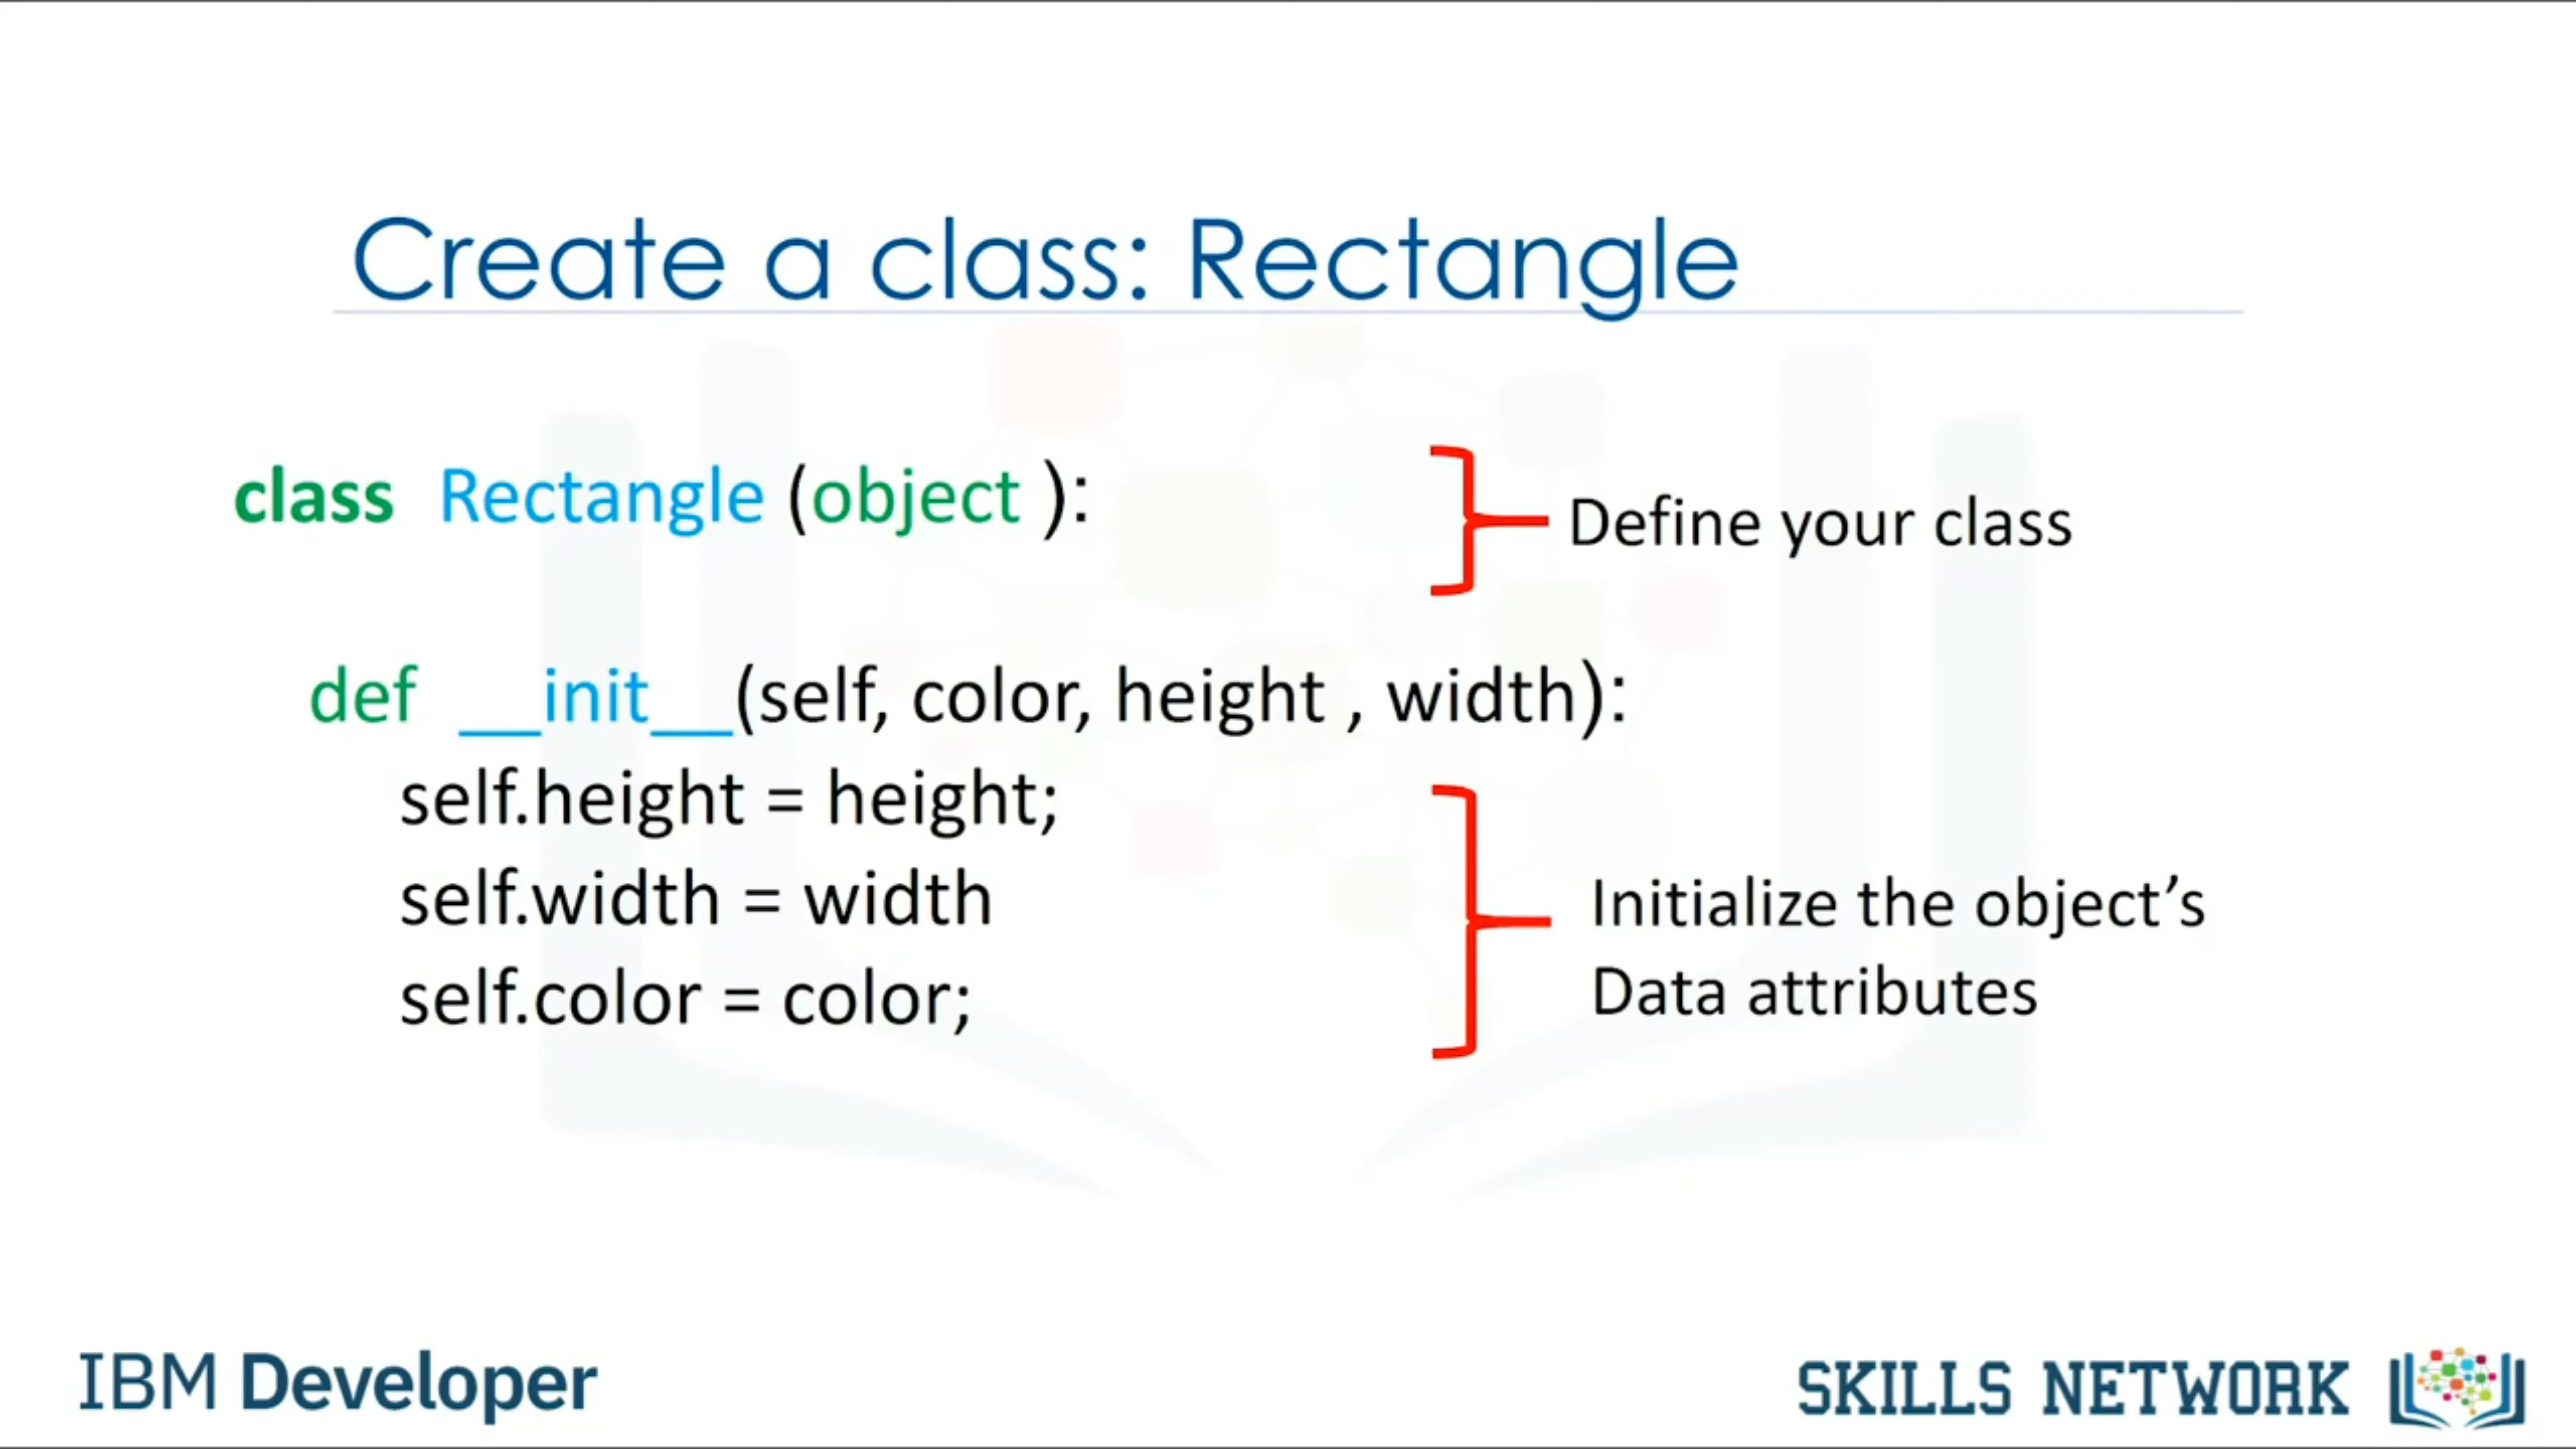 Create a class: Rectangle
class Rectangle (object ):
Define your class
def __init__(self, color, height , width):
self.height = height;
self.width = width
self.color = color;
Initialize the object’s
Data attributes
IBM Developer
SKILLS NETWORK